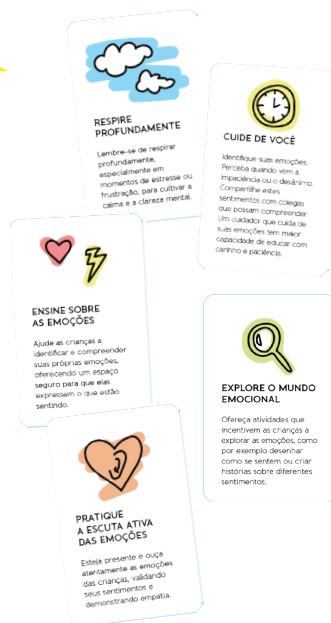 RESPIRE
PROFUNDAMENTE
Lembre-se de respirar
profundamente,
especialmente em
momentos de estresse ou
frustração, para cultivar a
calma e a clareza mental.
CUIDE DE VOCÊ
Identifique suas emoções.
Perceba quando vem a
impaciência ou o desânimo.
Compartilhe estes
sentimentos com colegas
que possam compreender.
Um cuidador que cuida de
suas emoções tem maior
capacidade de educar com
carinho e paciência.
ENSINE SOBRE
AS EMOÇÕES
Ajude as crianças a
identificar e compreender
suas próprias emoções,
oferecendo um espaço
seguro para que elas
expressem o que estão
sentindo.
EXPLORE O MUNDO
EMOCIONAL
Ofereça atividades que
incentivem as crianças a
explorar as emoções, como
por exemplo desenhar
como se sentem ou criar
histórias sobre diferentes
sentimentos.
PRATIQUE
A ESCUTA ATIVA
DAS EMOÇÕES
Esteja presente e ouça
atentamente as emoções
das crianças, validando
seus sentimentos e
demonstrando empatia.